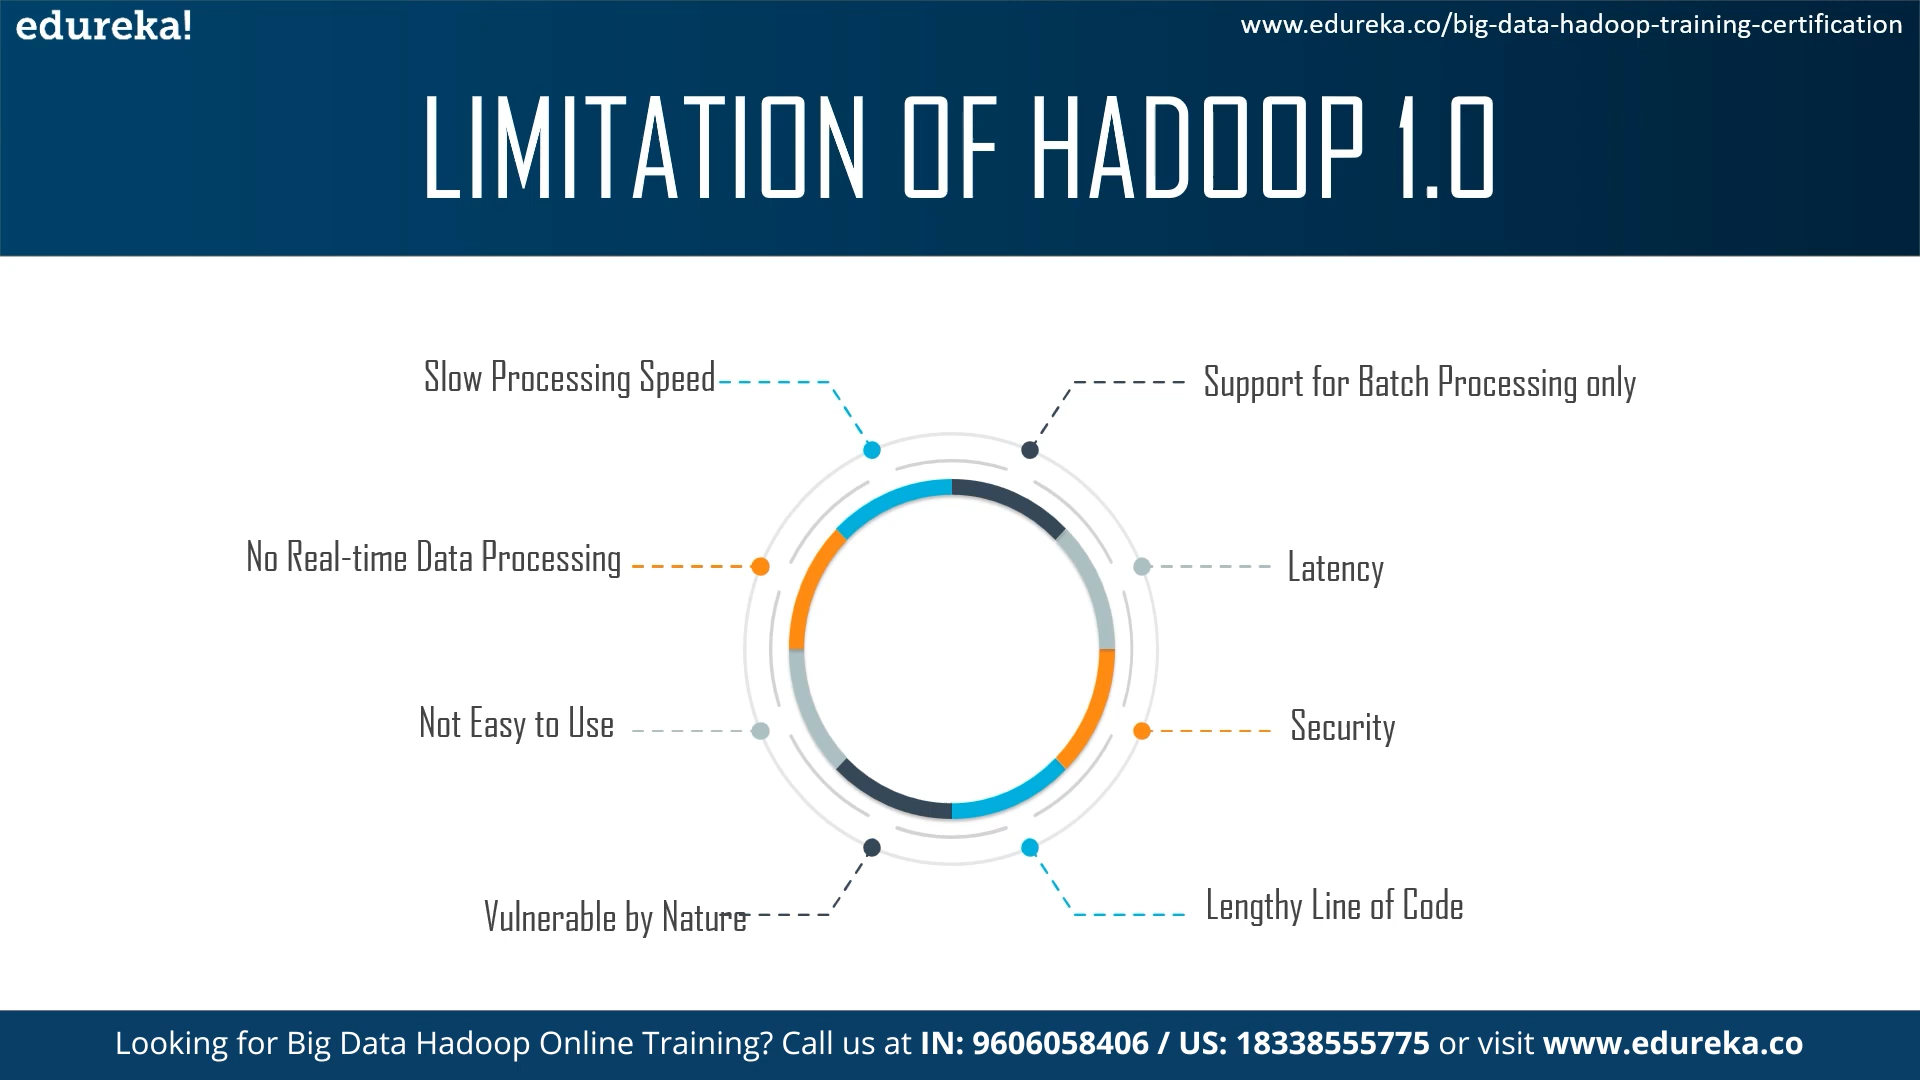 edureka!
www.edureka.co/big-data-hadoop-training-certification
LIMITATION OF HADOOP 1.0
Slow Processing Speed
Support for Batch Processing only
No Real-time Data Processing
Latency
Not Easy to Use
Security
Vulnerable by Nature
Lengthy Line of Code
Looking for Big Data Hadoop Online Training? Call us at IN: 9606058406 / US: 18338555775 or visit www.edureka.co